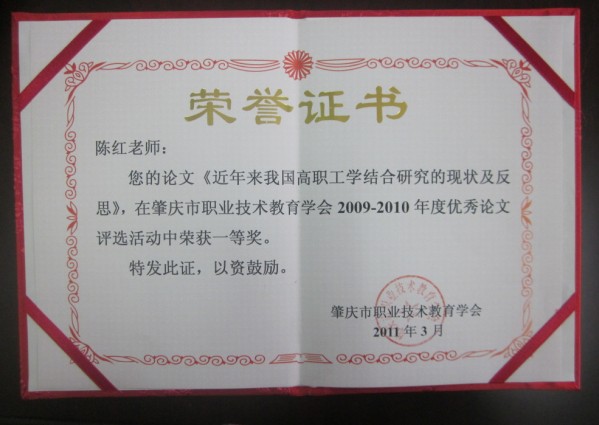 荣誉证书
陈红老师：
您的论文《近年来我国高职工学结合研究的现状及反
思》，在肇庆市职业技术教育学会 2009-2010 年度优秀论文
评选活动中荣获一等奖。
特发此证，以资鼓励。
肇庆市职业技术教育学会
2011 年 3 月